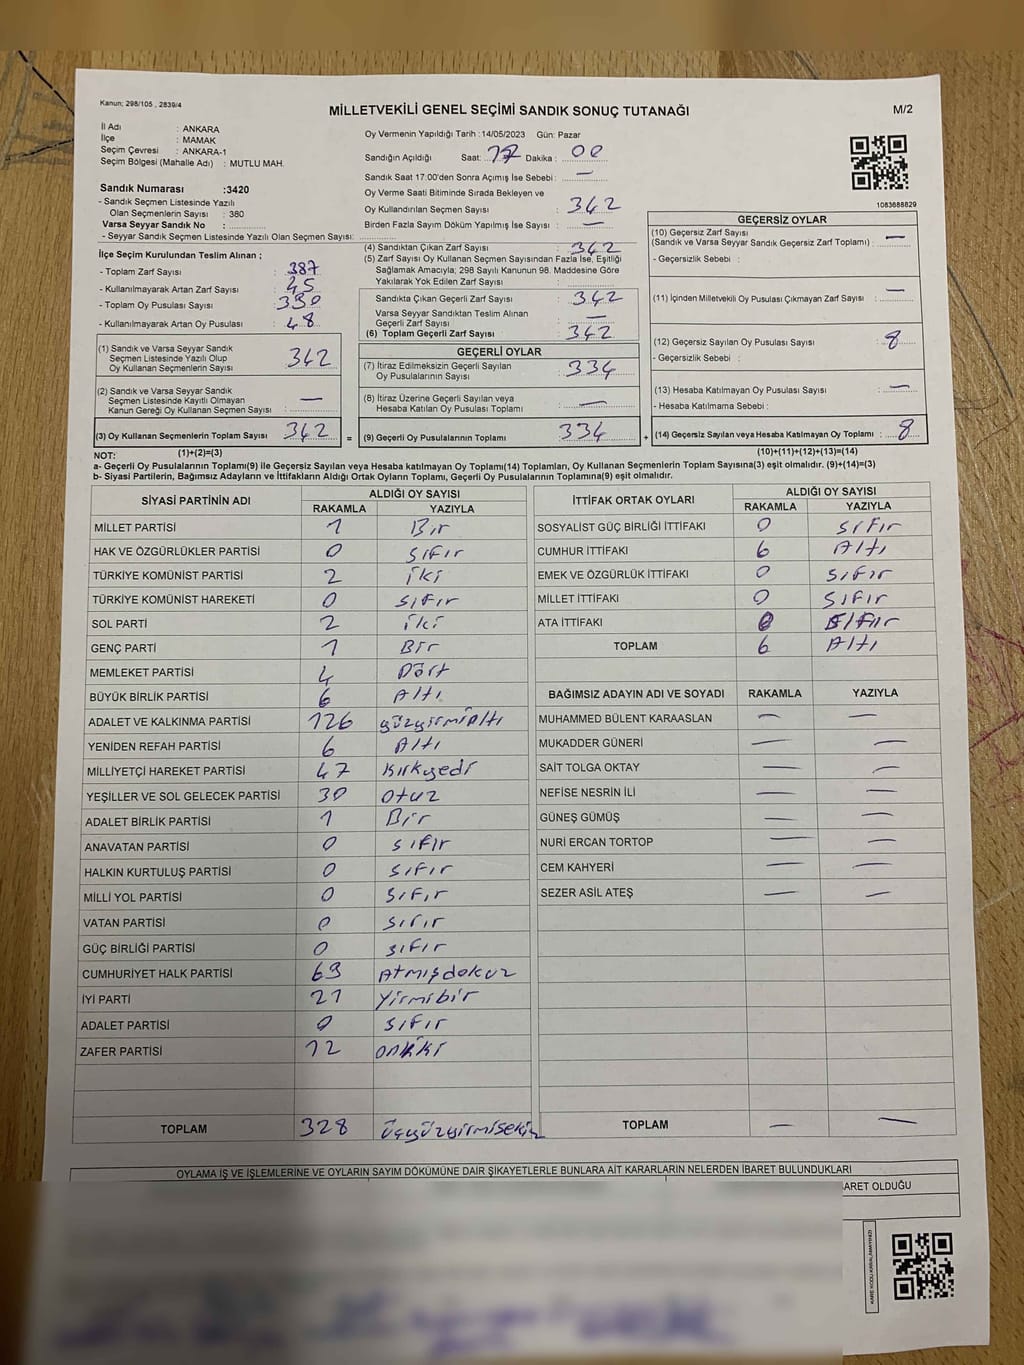 Kanun; 298/105 , 2839/4
MİLLETVEKİLİ GENEL SEÇİMİ SANDIK SONUÇ TUTANAĞI
M/2
İl Adı : ANKARA
İlçe : MAMAK
Seçim Çevresi : ANKARA-1
Seçim Bölgesi (Mahalle Adı) : MUTLU MAH.
Sandık Numarası :3420
- Sandık Seçmen Listesinde Yazılı
Olan Seçmenlerin Sayısı : 380
Varsa Seyyar Sandık No :
- Seyyar Sandık Seçmen Listesinde Yazılı Olan Seçmen Sayısı:
İlçe Seçim Kurulundan Teslim Alınan ;
- Toplam Zarf Sayısı : 387
- Kullanılmayarak Artan Zarf Sayısı : 45
- Toplam Oy Pusulası Sayısı :
- Kullanılmayarak Artan Oy Pusulası : 48
(1) Sandık ve Varsa Seyyar Sandık
Seçmen Listesinde Yazılı Olup
Oy Kullanan Seçmenlerin Sayısı : 342
(2) Sandık ve Varsa Seyyar Sandık
Seçmen Listesinde Kayıtlı Olmayan
Kanun Gereği Oy Kullanan Seçmen Sayısı : —
(3) Oy Kullanan Seçmenlerin Toplam Sayısı : 342
(1)+(2)=(3)
Oy Vermenin Yapıldığı Tarih :14/05/2023 Gün: Pazar
Sandığın Açıldığı Saat: 17 Dakika : 00
Sandık Saat 17.00'den Sonra Açımış İse Sebebi : —
Oy Verme Saati Bitiminde Sırada Bekleyen ve
Oy Kullandırılan Seçmen Sayısı : 342
Birden Fazla Sayım Döküm Yapılmış İse Sayısı : —
(4) Sandıktan Çıkan Zarf Sayısı : 342
(5) Zarf Sayısı Oy Kullanan Seçmen Sayısından Fazla İse, Eşitliği
Sağlamak Amacıyla; 298 Sayılı Kanunun 98. Maddesine Göre
Yakılarak Yok Edilen Zarf Sayısı :
Sandıkta Çıkan Geçerli Zarf Sayısı : 342
Varsa Seyyar Sandıktan Teslim Alınan
Geçerli Zarf Sayısı : —
(6) Toplam Geçerli Zarf Sayısı : 342
GEÇERLİ OYLAR
(7) İtiraz Edilmeksizin Geçerli Sayılan
Oy Pusulalarının Sayısı : 334
(8) İtiraz Üzerine Geçerli Sayılan veya
Hesaba Katılan Oy Pusulası Toplamı : —
= (9) Geçerli Oy Pusulalarının Toplamı : 334
1083688829
GEÇERSİZ OYLAR
(10) Geçersiz Zarf Sayısı
(Sandık ve Varsa Seyyar Sandık Geçersiz Zarf Toplamı) : —
- Geçersizlik Sebebi :
(11) İçinden Milletvekili Oy Pusulası Çıkmayan Zarf Sayısı : —
(12) Geçersiz Sayılan Oy Pusulası Sayısı : 8
- Geçersizlik Sebebi :
(13) Hesaba Katılmayan Oy Pusulası Sayısı : —
- Hesaba Katılmama Sebebi :
+ (14) Geçersiz Sayılan veya Hesaba Katılmayan Oy Toplamı : 8
(10)+(11)+(12)+(13)=(14)
NOT:
a- Geçerli Oy Pusulalarının Toplamı(9) ile Geçersiz Sayılan veya Hesaba katılmayan Oy Toplamı(14) Toplamları, Oy Kullanan Seçmenlerin Toplam Sayısına(3) eşit olmalıdır. (9)+(14)=(3)
b- Siyasi Partilerin, Bağımsız Adayların ve İttifakların Aldığı Ortak Oyların Toplamı, Geçerli Oy Pusulalarının Toplamına(9) eşit olmalıdır.
SİYASİ PARTİNİN ADI ALDIĞI OY SAYISI
RAKAMLA YAZIYLA
MİLLET PARTİSİ 1 Bir
HAK VE ÖZGÜRLÜKLER PARTİSİ 0 sıfır
TÜRKİYE KOMÜNİST PARTİSİ 2 iki
TÜRKİYE KOMÜNİST HAREKETİ 0 sıfır
SOL PARTİ 2 iki
GENÇ PARTİ 1 Bir
MEMLEKET PARTİSİ 4 Dört
BÜYÜK BİRLİK PARTİSİ 6 Altı
ADALET VE KALKINMA PARTİSİ 126 yüzyirmialtı
YENİDEN REFAH PARTİSİ 6 Altı
MİLLİYETÇİ HAREKET PARTİSİ 47 kırkyedi
YEŞİLLER VE SOL GELECEK PARTİSİ 30 otuz
ADALET BİRLİK PARTİSİ 1 Bir
ANAVATAN PARTİSİ 0 sıfır
HALKIN KURTULUŞ PARTİSİ 0 sıfır
MİLLİ YOL PARTİSİ 0 sıfır
VATAN PARTİSİ 0 sıfır
GÜÇ BİRLİĞİ PARTİSİ 0 sıfır
CUMHURİYET HALK PARTİSİ 69 Atmışdokuz
İYİ PARTİ 21 Yirmibir
ADALET PARTİSİ 0 sıfır
ZAFER PARTİSİ 12 oniki
TOPLAM 328 üçyüzyirmisekiz
İTTİFAK ORTAK OYLARI ALDIĞI OY SAYISI
RAKAMLA YAZIYLA
SOSYALİST GÜÇ BİRLİĞİ İTTİFAKI 0 sıfır
CUMHUR İTTİFAKI 6 Altı
EMEK VE ÖZGÜRLÜK İTTİFAKI 0 sıfır
MİLLET İTTİFAKI 0 sıfır
ATA İTTİFAKI 0 sıfır
TOPLAM 6 Altı
BAĞIMSIZ ADAYIN ADI VE SOYADI RAKAMLA YAZIYLA
MUHAMMED BÜLENT KARAASLAN — —
MUKADDER GÜNERİ — —
SAİT TOLGA OKTAY — —
NEFİSE NESRİN İLİ — —
GÜNEŞ GÜMÜŞ — —
NURİ ERCAN TORTOP — —
CEM KAHYERİ — —
SEZER ASİL ATEŞ — —
TOPLAM — —
OYLAMA İŞ VE İŞLEMLERİNE VE OYLARIN SAYIM DÖKÜMÜNE DAİR ŞİKAYETLERLE BUNLARA AİT KARARLARIN NELERDEN İBARET BULUNDUKLARI
BARET OLDUĞU